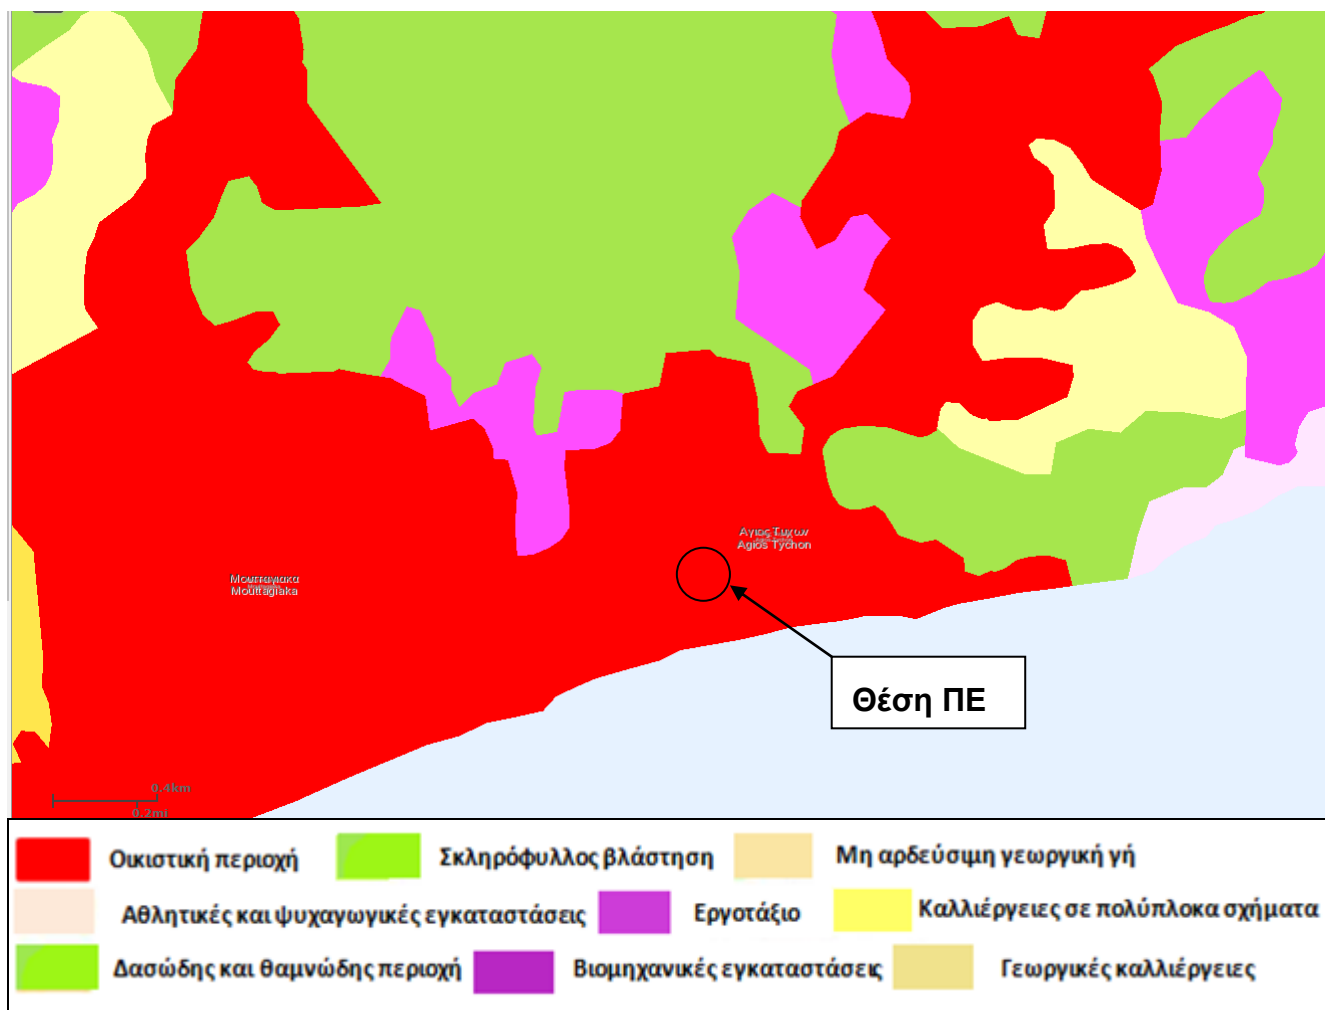 Αγιος Τυχων
Agios Tychon
Μουτταγιακα
Mouttagiaka
Θέση ΠΕ
0.4km
0.2mi
Οικιστική περιοχή
Σκληρόφυλλος βλάστηση
Μη αρδεύσιμη γεωργική γή
Αθλητικές και ψυχαγωγικές εγκαταστάσεις
Εργοτάξιο
Καλλιέργειες σε πολύπλοκα σχήματα
Δασώδης και θαμνώδης περιοχή
Βιομηχανικές εγκαταστάσεις
Γεωργικές καλλιέργειες